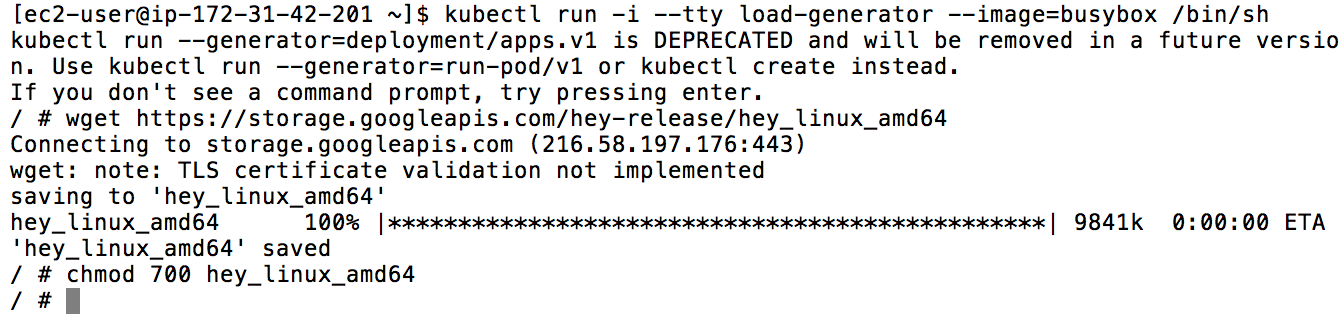 [ec2-user@ip-172-31-42-201 ~]$ kubectl run -i --tty load-generator --image=busybox /bin/sh
kubectl run --generator=deployment/apps.v1 is DEPRECATED and will be removed in a future versio
n. Use kubectl run --generator=run-pod/v1 or kubectl create instead.
If you don't see a command prompt, try pressing enter.
/ # wget https://storage.googleapis.com/hey-release/hey_linux_amd64
Connecting to storage.googleapis.com (216.58.197.176:443)
wget: note: TLS certificate validation not implemented
saving to 'hey_linux_amd64'
hey_linux_amd64      100% |***********************************************| 9841k  0:00:00 ETA
'hey_linux_amd64' saved
/ # chmod 700 hey_linux_amd64
/ #